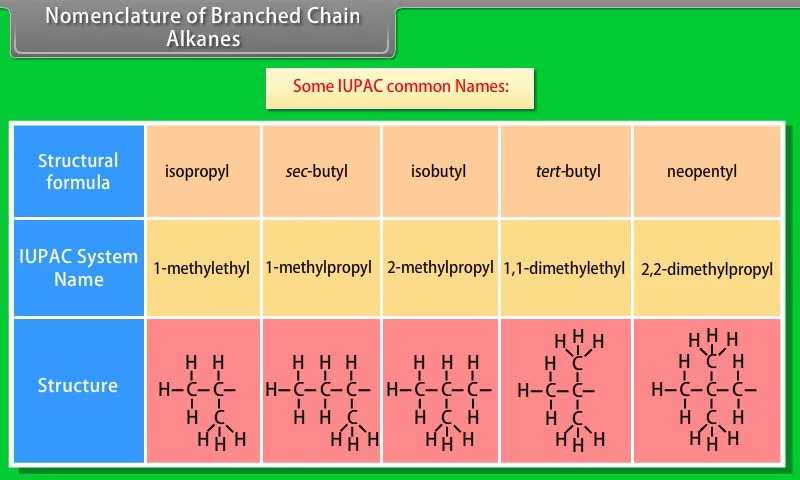 Nomenclature of Branched Chain
Alkanes
Some IUPAC common Names:
Structural
formula
isopropyl
sec-butyl
isobutyl
tert-butyl
neopentyl
IUPAC System
Name
1-methylethyl
1-methylpropyl
2-methylpropyl
1,1-dimethylethyl
2,2-dimethylpropyl
Structure
H H
H–C–C–
H C
H H H
H H H
H–C–C–C–
H H C
H H H
H H H
H–C–C–C–
H C H
H H H
H H H
H C
H–C–C–
H C
H H H
H H H
H C H
H–C–C–C–
H C H
H H H